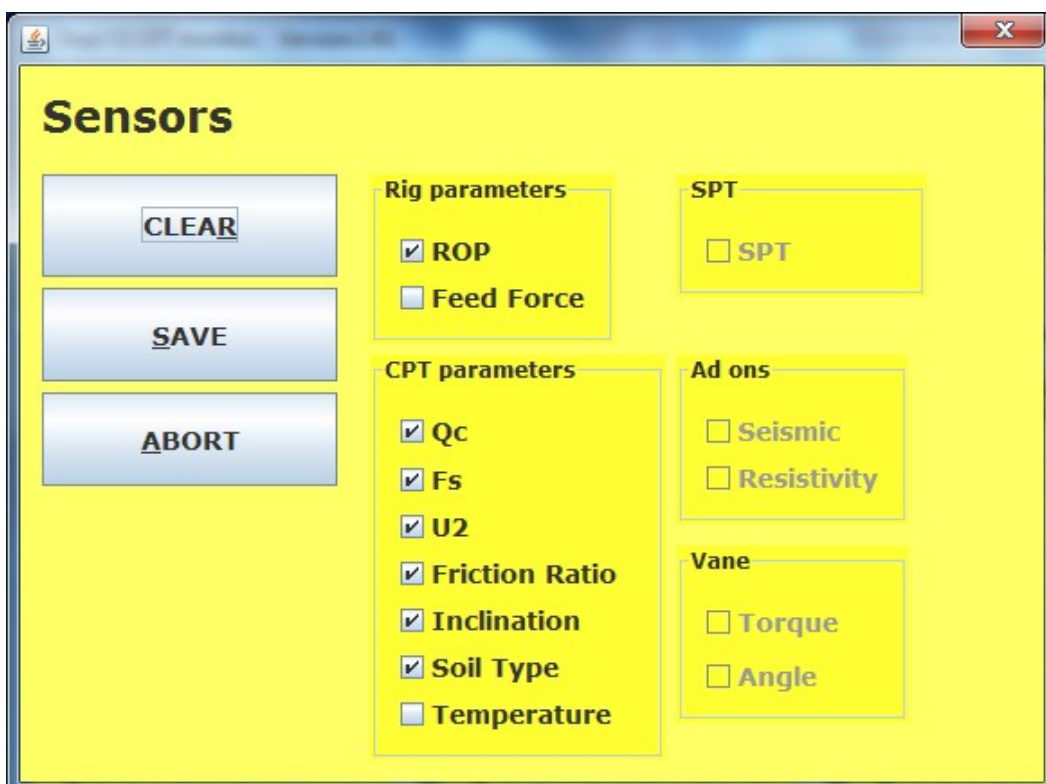 Sensors
CLEAR
SAVE
ABORT
Rig parameters
ROP
Feed Force
CPT parameters
Qc
Fs
U2
Friction Ratio
Inclination
Soil Type
Temperature
SPT
SPT
Ad ons
Seismic
Resistivity
Vane
Torque
Angle